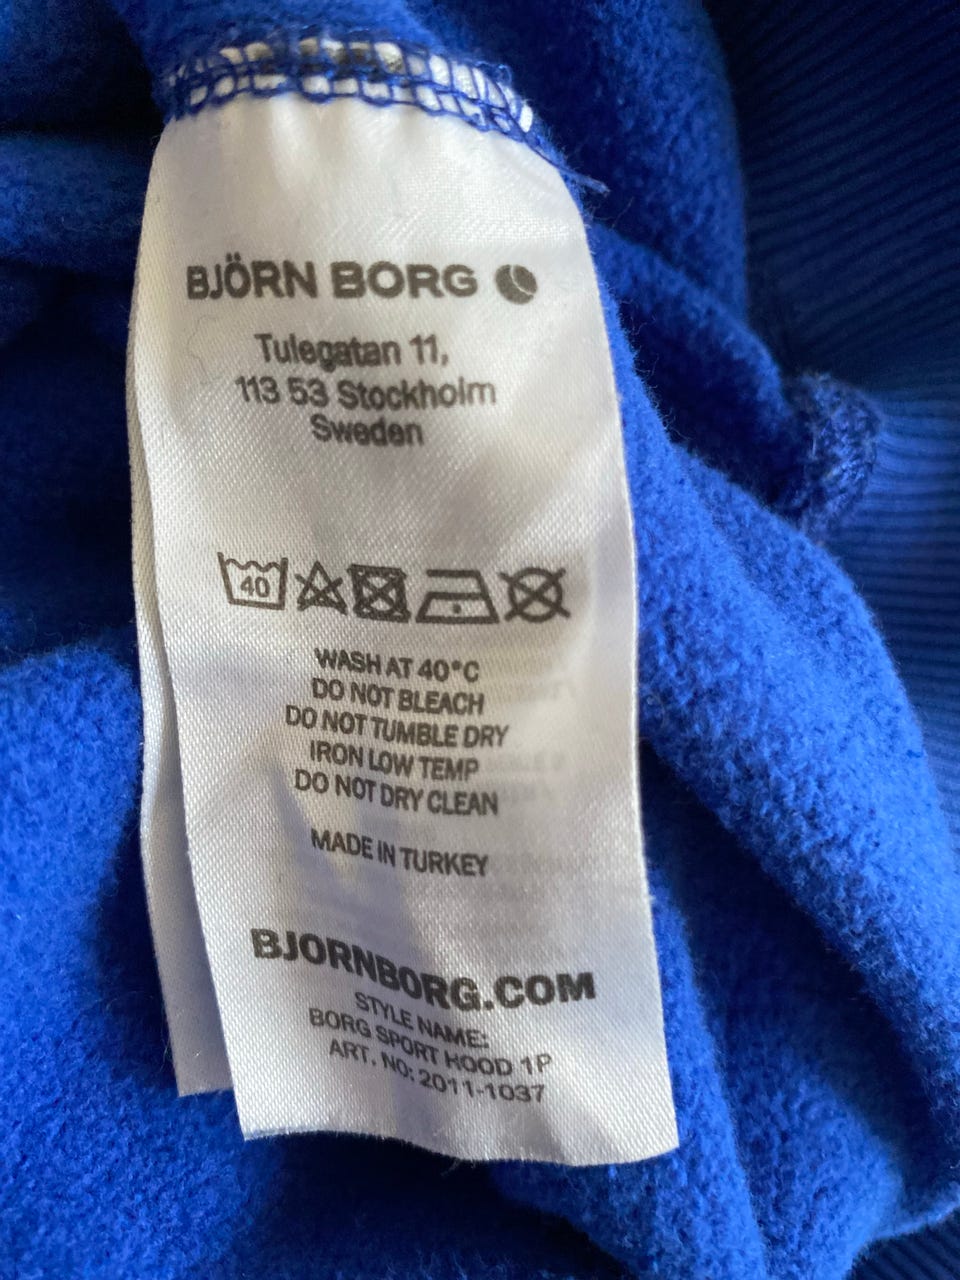 BJÖRN BORG
Tulegatan 11,
113 53 Stockholm
Sweden
40
WASH AT 40°C
DO NOT BLEACH
DO NOT TUMBLE DRY
IRON LOW TEMP
DO NOT DRY CLEAN
MADE IN TURKEY
BJORNBORG.COM
STYLE NAME:
BORG SPORT HOOD 1P
ART. NO: 2011-1037